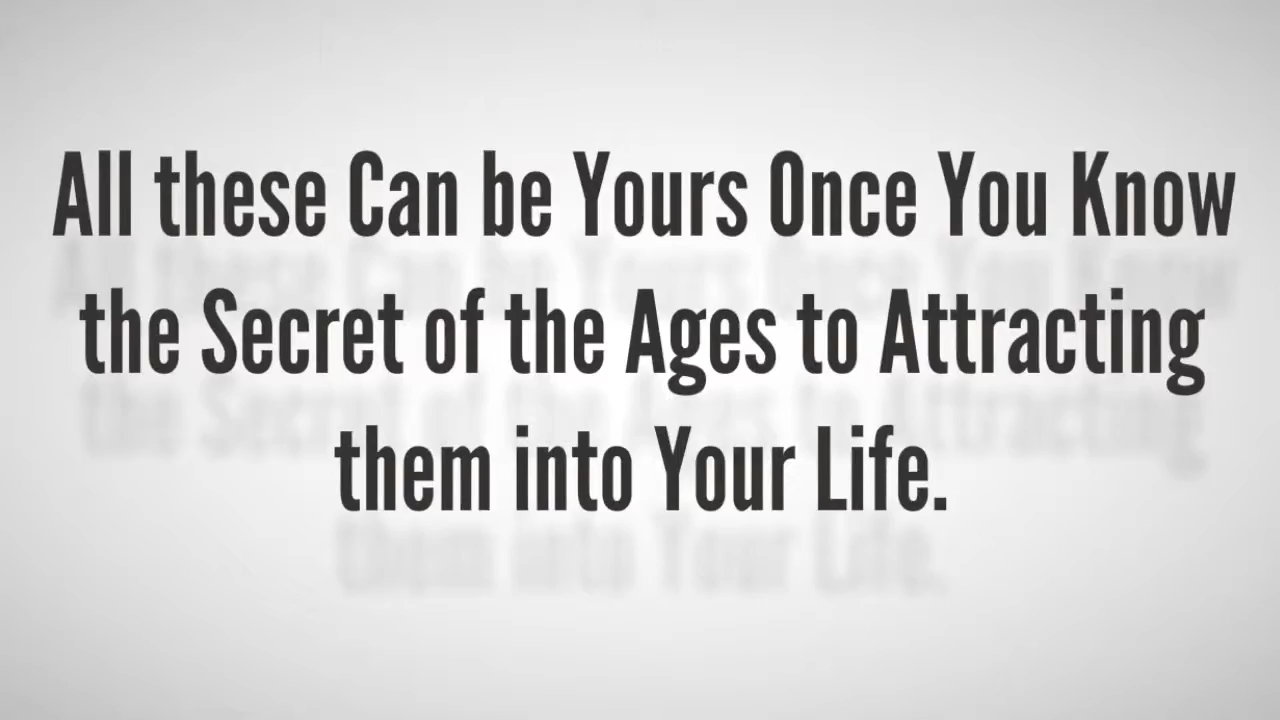 All these Can be Yours Once You Know
the Secret of the Ages to Attracting
them into Your Life.